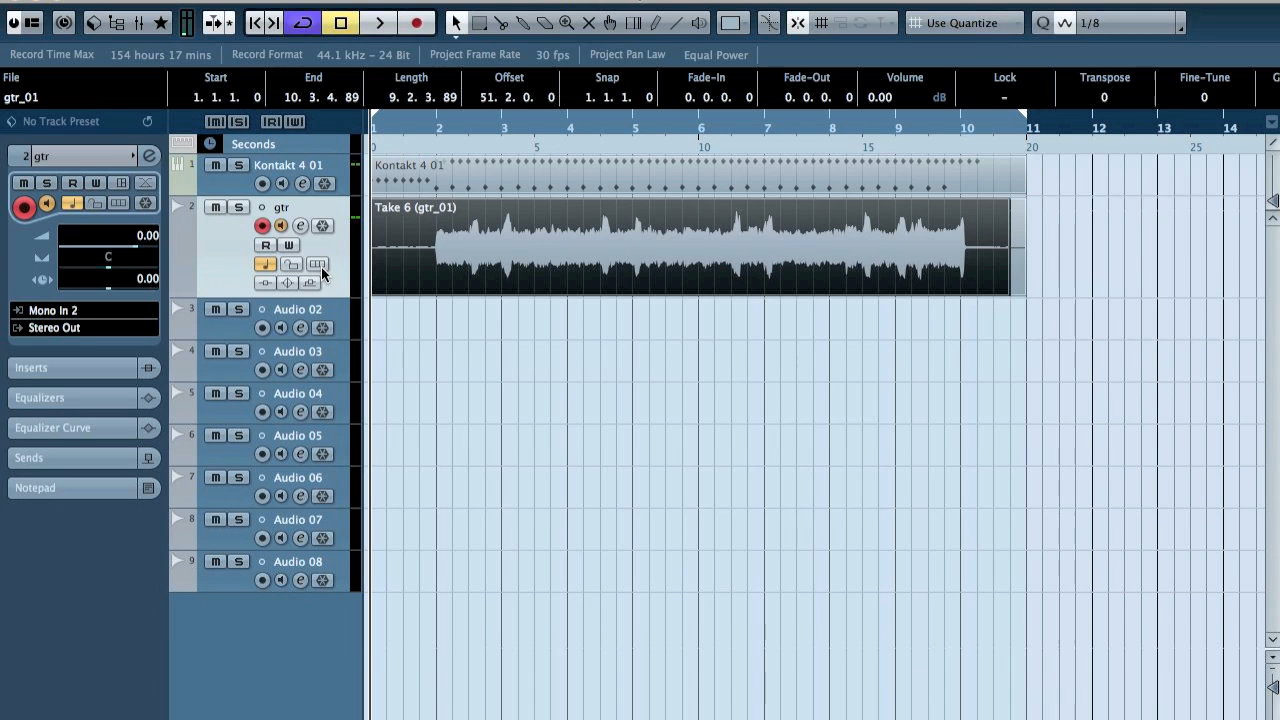 Use Quantize 1/8
Record Time Max 154 hours 17 mins Record Format 44.1 kHz - 24 Bit Project Frame Rate 30 fps Project Pan Law Equal Power
File Start End Length Offset Snap Fade-In Fade-Out Volume Lock Transpose Fine-Tune
gtr_01 1. 1. 1. 0 10. 3. 4. 89 9. 2. 3. 89 51. 2. 0. 0 1. 1. 1. 0 0. 0. 0. 0 0. 0. 0. 0 0.00 dB - 0 0
No Track Preset
1 2 3 4 5 6 7 8 9 10 11 12 13 14
Seconds
0 5 10 15 20 25
2 gtr
M S R W
0.00
C
0.00
Mono In 2
Stereo Out
Inserts
Equalizers
Equalizer Curve
Sends
Notepad
1 m S Kontakt 4 01
e
2 m S gtr
e
R W
3 m S Audio 02
e
4 m S Audio 03
e
5 m S Audio 04
e
6 m S Audio 05
e
7 m S Audio 06
e
8 m S Audio 07
e
9 m S Audio 08
e
Kontakt 4 01
Take 6 (gtr_01)